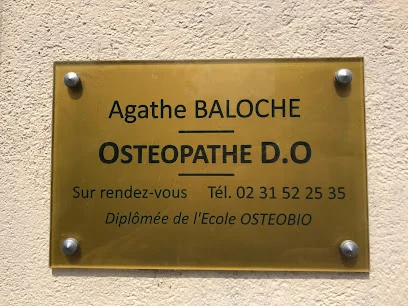 Agathe BALOCHE
OSTEOPATHE D.O
Sur rendez-vous Tél. 02 31 52 25 35
Diplômée de l'Ecole OSTEOBIO